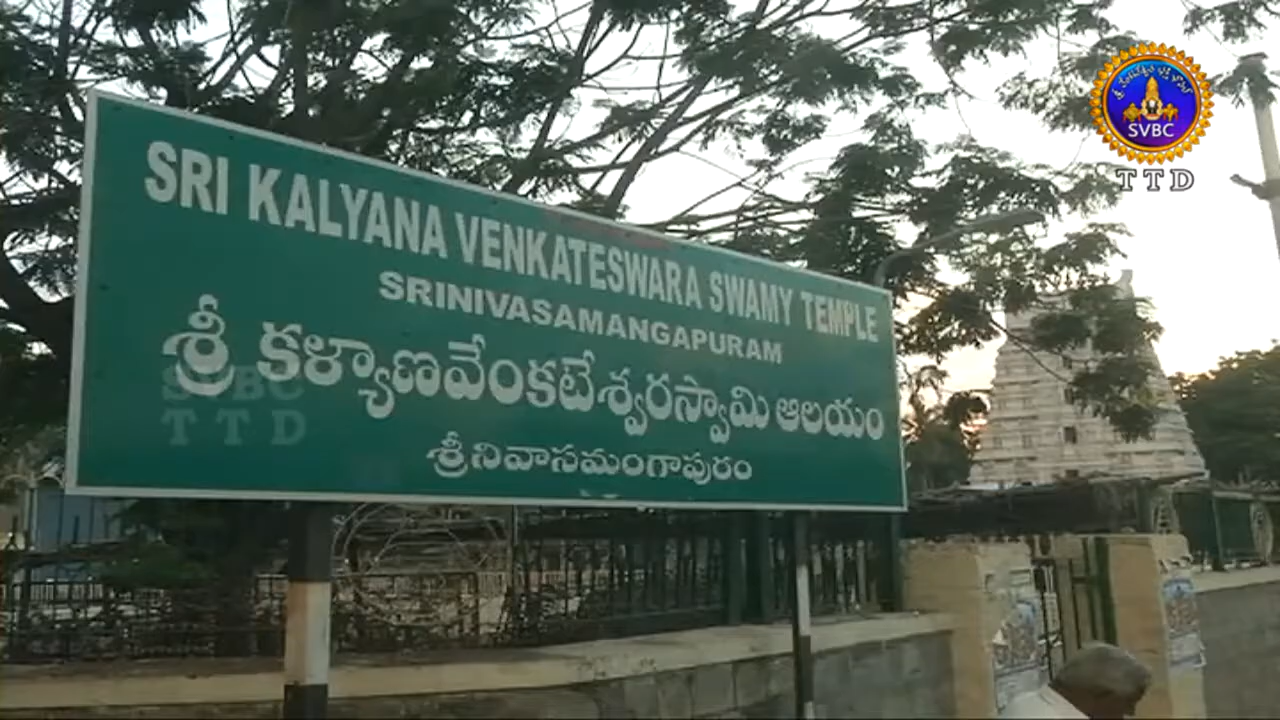 SRI KALYANA VENKATESWARA SWAMY TEMPLE
SRINIVASAMANGAPURAM
శ్రీ కళ్యాణవేంకటేశ్వరస్వామి ఆలయం
శ్రీనివాసమంగాపురం
SVBC
TTD
SVBC
TTD